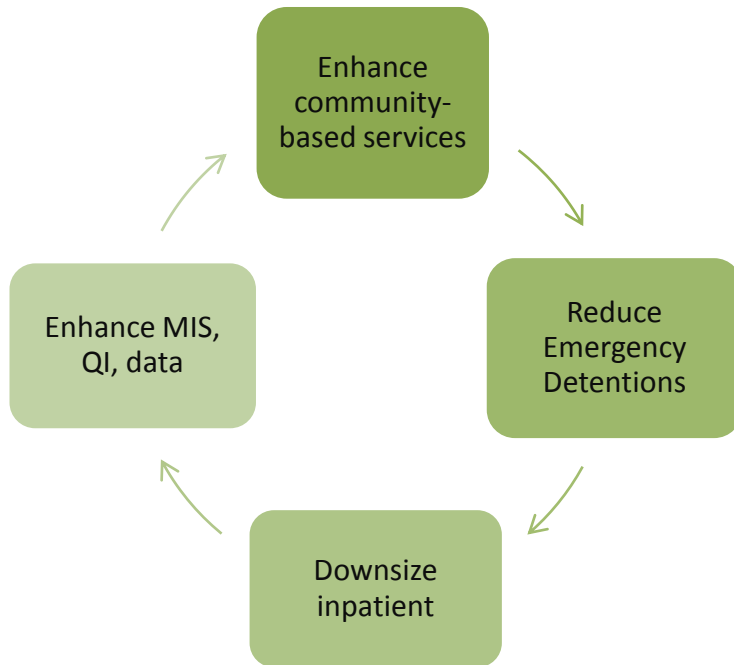 Enhance
community-
based services
Reduce
Emergency
Detentions
Downsize
inpatient
Enhance MIS,
QI, data